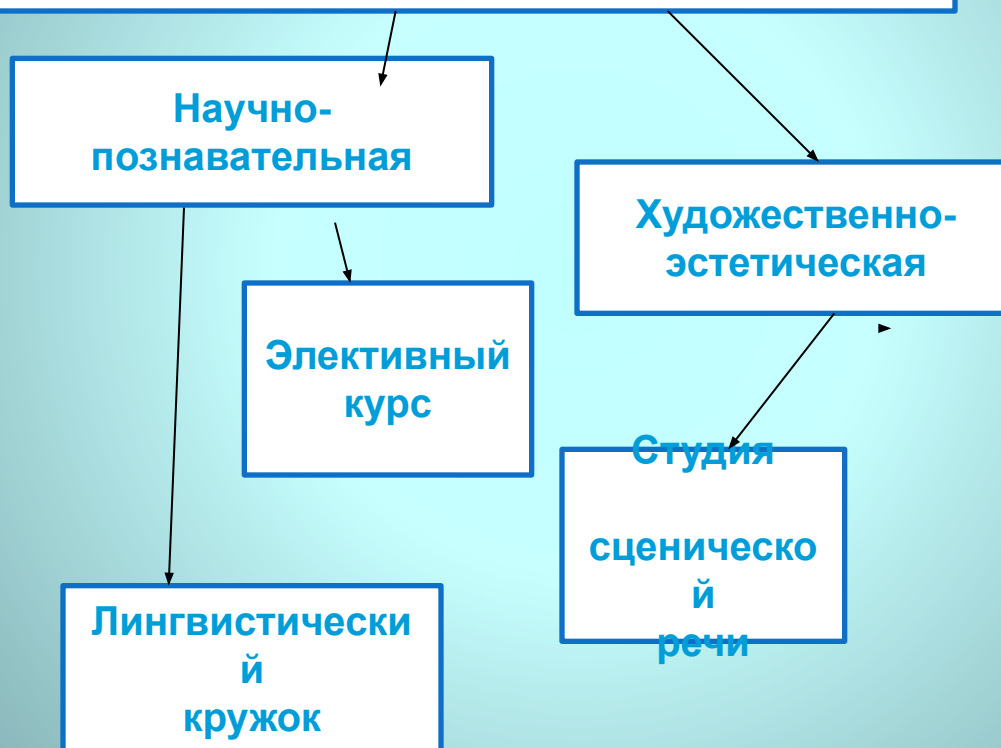 Научно-
познавательная
Художественно-
эстетическая
Элективный
курс
Студия
сценическо
й
речи
Лингвистически
й
кружок